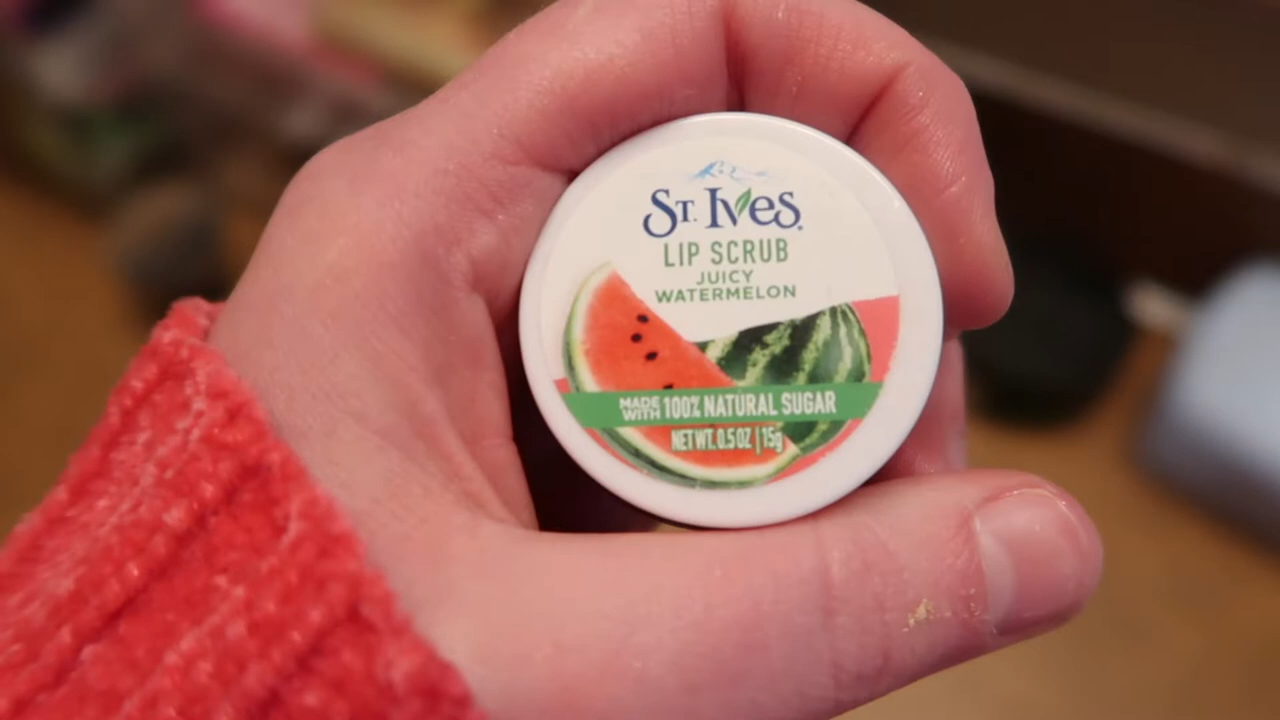 ST. IVES
LIP SCRUB
JUICY
WATERMELON
MADE WITH 100% NATURAL SUGAR
NET WT. 0.5 OZ | 15g